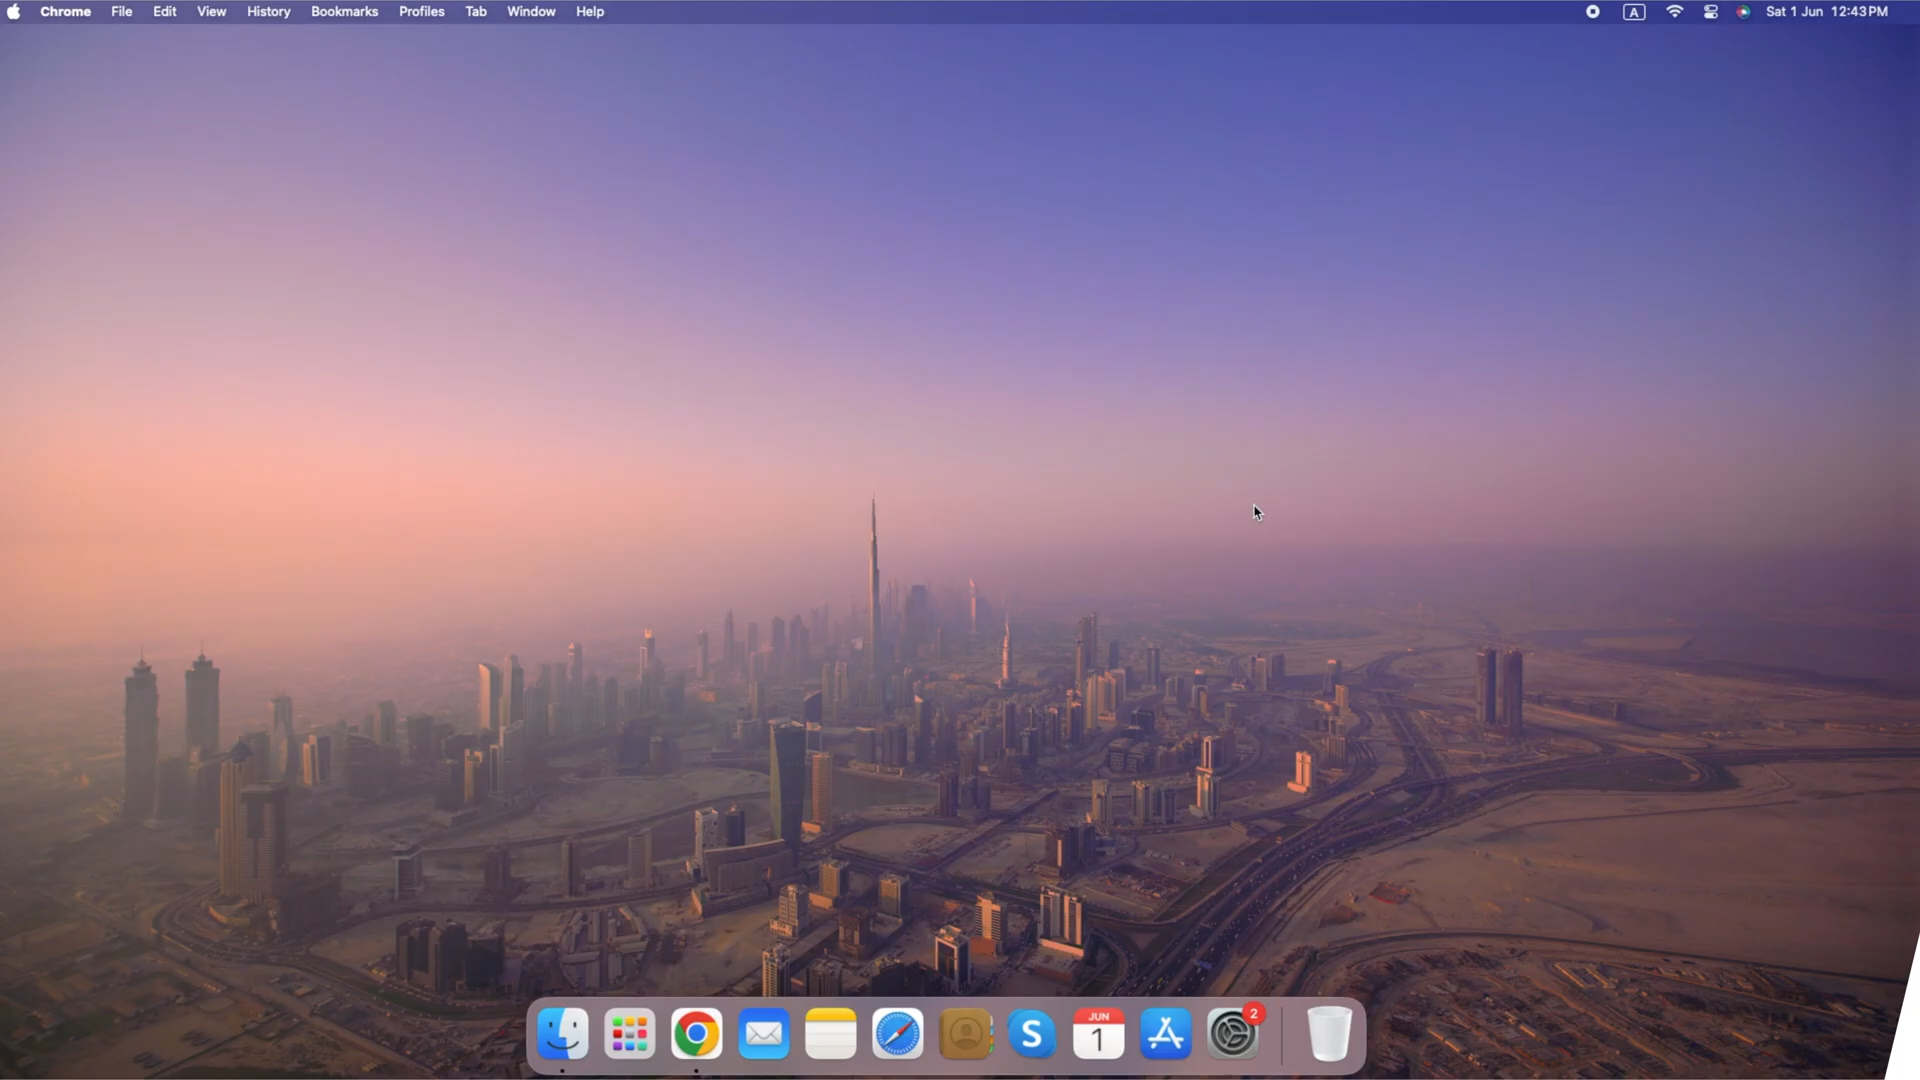 Chrome File Edit View History Bookmarks Profiles Tab Window Help A Sat 1 Jun 12:43 PM
2
JUN
1
S